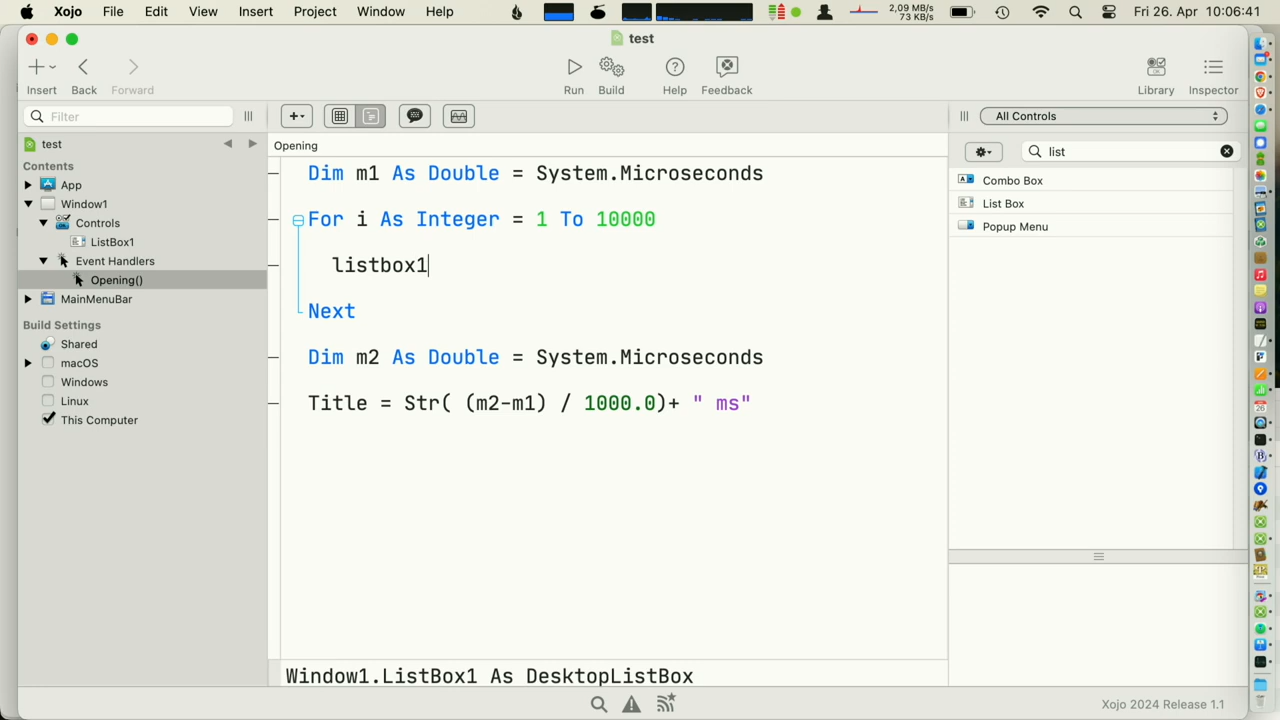 Xojo File Edit View Insert Project Window Help 2,09 MB/s 73 KB/s Fri 26. Apr 10:06:41
test
Insert Back Forward Run Build Help Feedback Library Inspector
Filter
All Controls
test
Opening
list
Contents
App
Window1
Controls
ListBox1
Event Handlers
Opening()
MainMenuBar
Build Settings
Shared
macOS
Windows
Linux
This Computer
Dim m1 As Double = System.Microseconds
For i As Integer = 1 To 10000
listbox1
Next
Dim m2 As Double = System.Microseconds
Title = Str( (m2-m1) / 1000.0)+ " ms"
Combo Box
List Box
Popup Menu
Window1.ListBox1 As DesktopListBox
Xojo 2024 Release 1.1